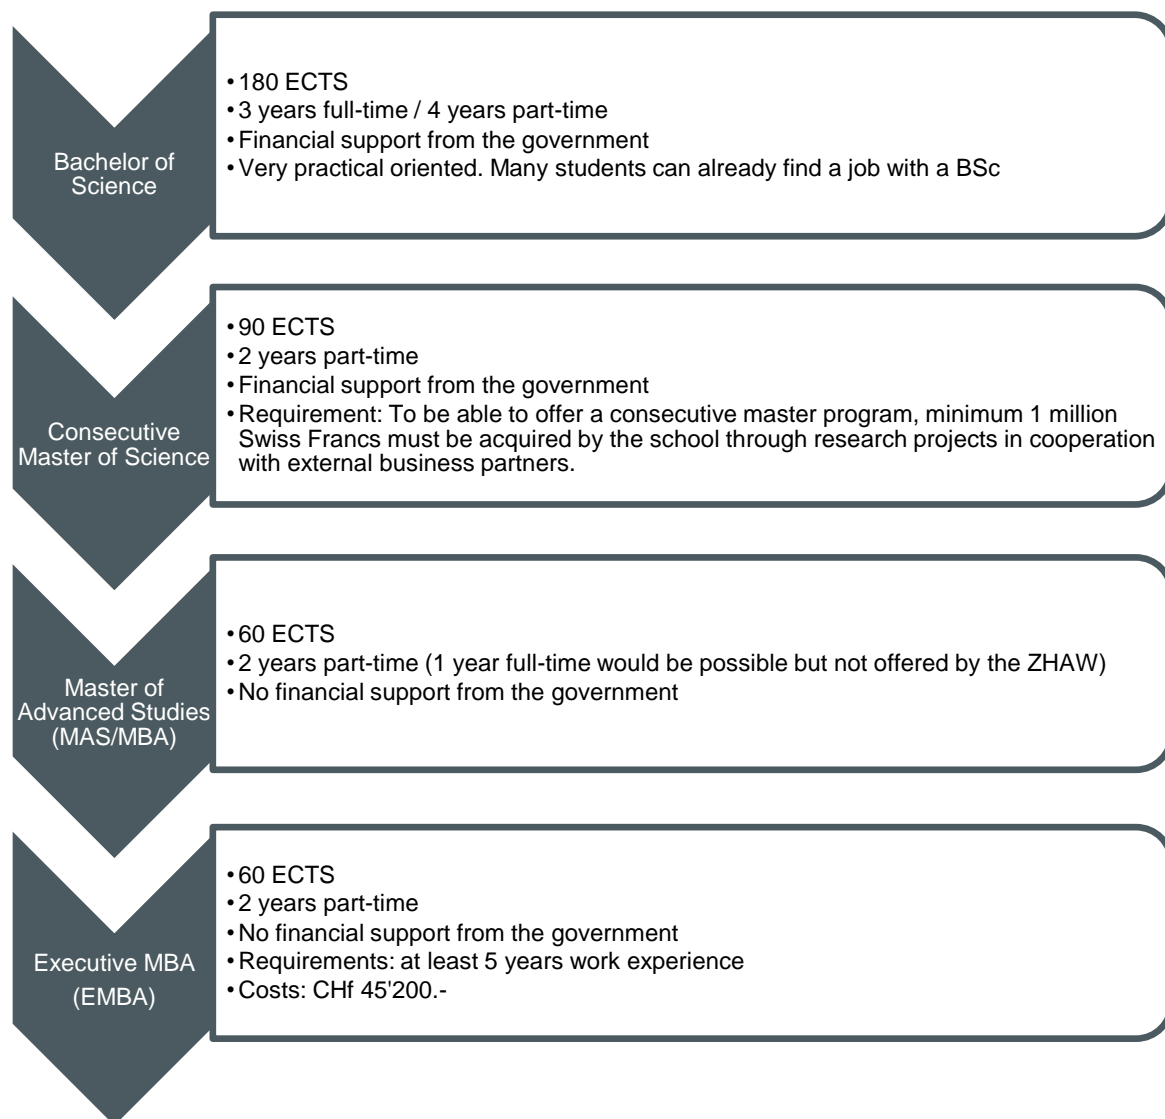 Bachelor of
Science
• 180 ECTS
• 3 years full-time / 4 years part-time
• Financial support from the government
• Very practical oriented. Many students can already find a job with a BSc
Consecutive
Master of Science
• 90 ECTS
• 2 years part-time
• Financial support from the government
• Requirement: To be able to offer a consecutive master program, minimum 1 million
Swiss Francs must be acquired by the school through research projects in cooperation
with external business partners.
Master of
Advanced Studies
(MAS/MBA)
• 60 ECTS
• 2 years part-time (1 year full-time would be possible but not offered by the ZHAW)
• No financial support from the government
Executive MBA
(EMBA)
• 60 ECTS
• 2 years part-time
• No financial support from the government
• Requirements: at least 5 years work experience
• Costs: CHf 45'200.-